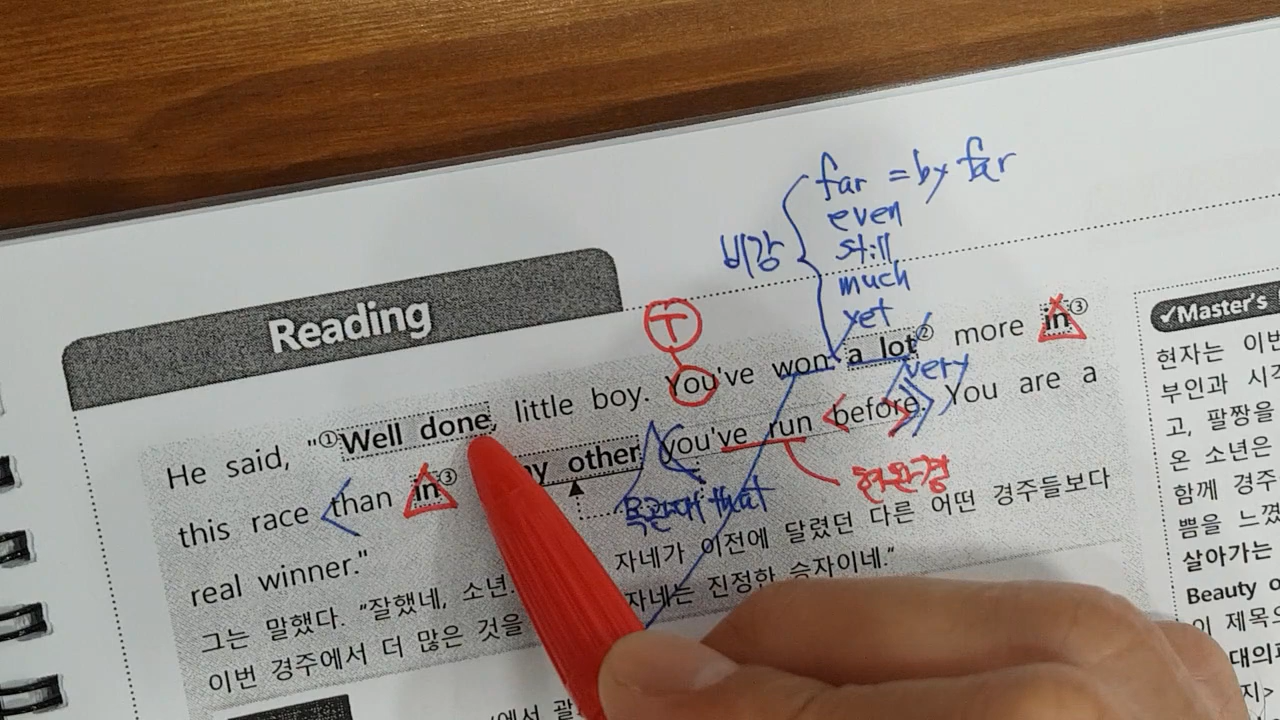 far = by far
even
비강
still
much
yet
Reading
T
He said, "①Well done, little boy. You've won a lot② more in③
very
this race than in③ ny other you've run before. You are a
목관대 that
현완경
real winner."
그는 말했다. "잘했네, 소년. 자네가 이전에 달렸던 다른 어떤 경주들보다
이번 경주에서 더 많은 것을 자네는 진정한 승자이네."
✓Master's
현자는 이번
부인과 시각
고, 팔짱을
온 소년은
함께 경주
쁨을 느꼈
살아가는
Beauty o
이 제목으
대의파
지>